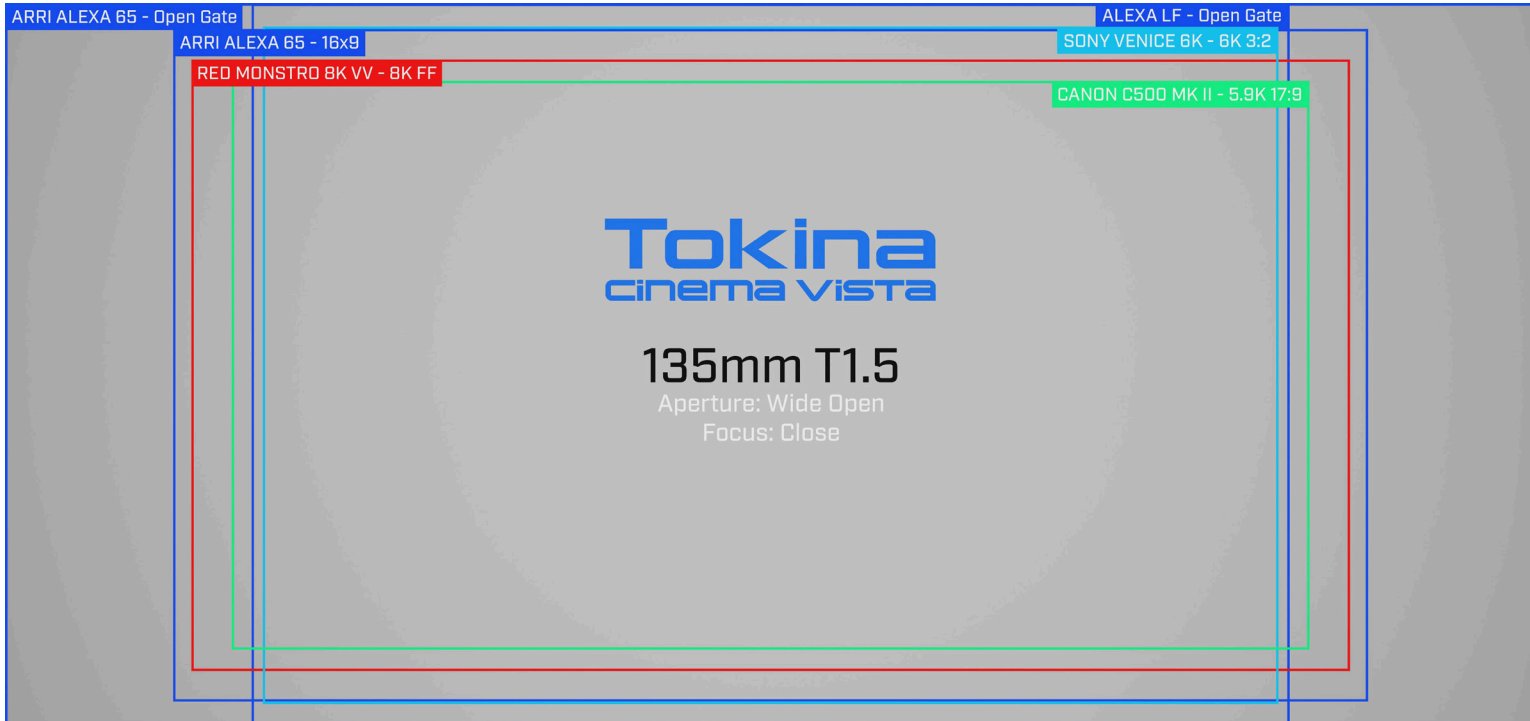 ARRI ALEXA 65 - Open Gate
ALEXA LF - Open Gate
ARRI ALEXA 65 - 16x9
SONY VENICE 6K - 6K 3:2
RED MONSTRO 8K VV - 8K FF
CANON C500 MK II - 5.9K 17:9
Tokina
cinema vista
135mm T1.5
Aperture: Wide Open
Focus: Close